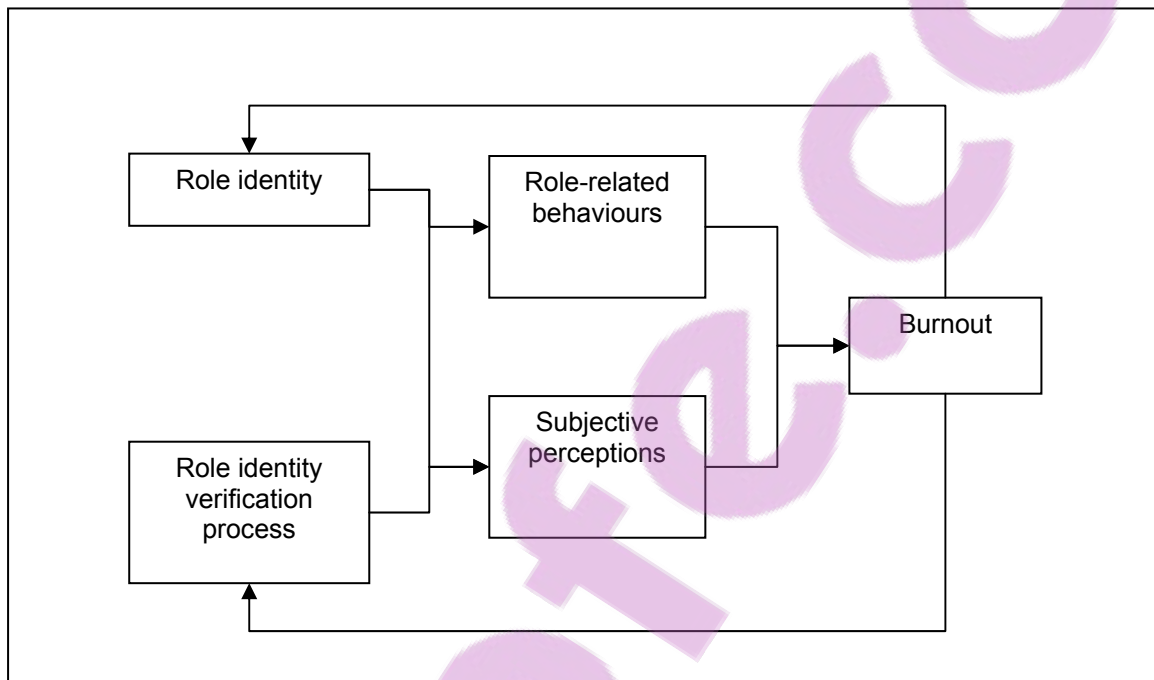 Role identity
Role-related
behaviours
Burnout
Subjective
perceptions
Role identity
verification
process